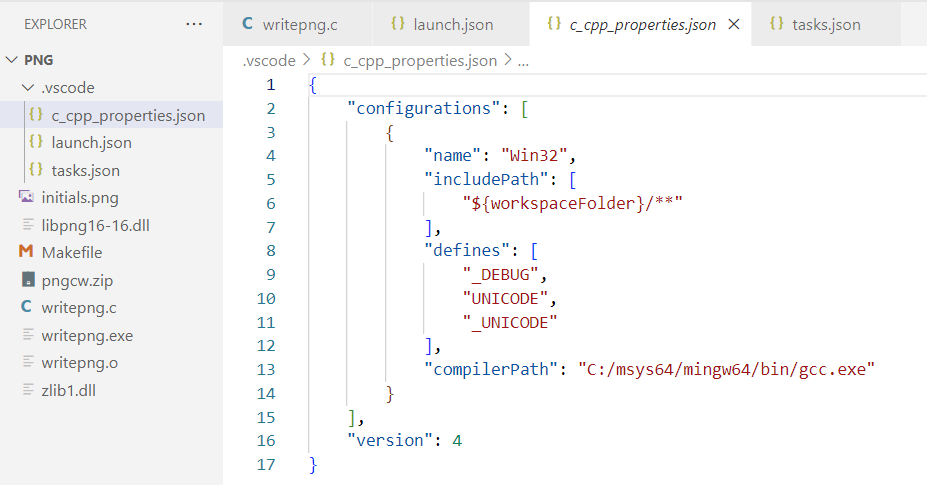 EXPLORER ...
PNG
.vscode
{} c_cpp_properties.json
{} launch.json
{} tasks.json
initials.png
libpng16-16.dll
M Makefile
pngcw.zip
C writepng.c
writepng.exe
writepng.o
zlib1.dll
C writepng.c {} launch.json {} c_cpp_properties.json × {} tasks.json
.vscode > {} c_cpp_properties.json > ...
1 {
2 "configurations": [
3 {
4 "name": "Win32",
5 "includePath": [
6 "${workspaceFolder}/**"
7 ],
8 "defines": [
9 "_DEBUG",
10 "UNICODE",
11 "_UNICODE"
12 ],
13 "compilerPath": "C:/msys64/mingw64/bin/gcc.exe"
14 }
15 ],
16 "version": 4
17 }